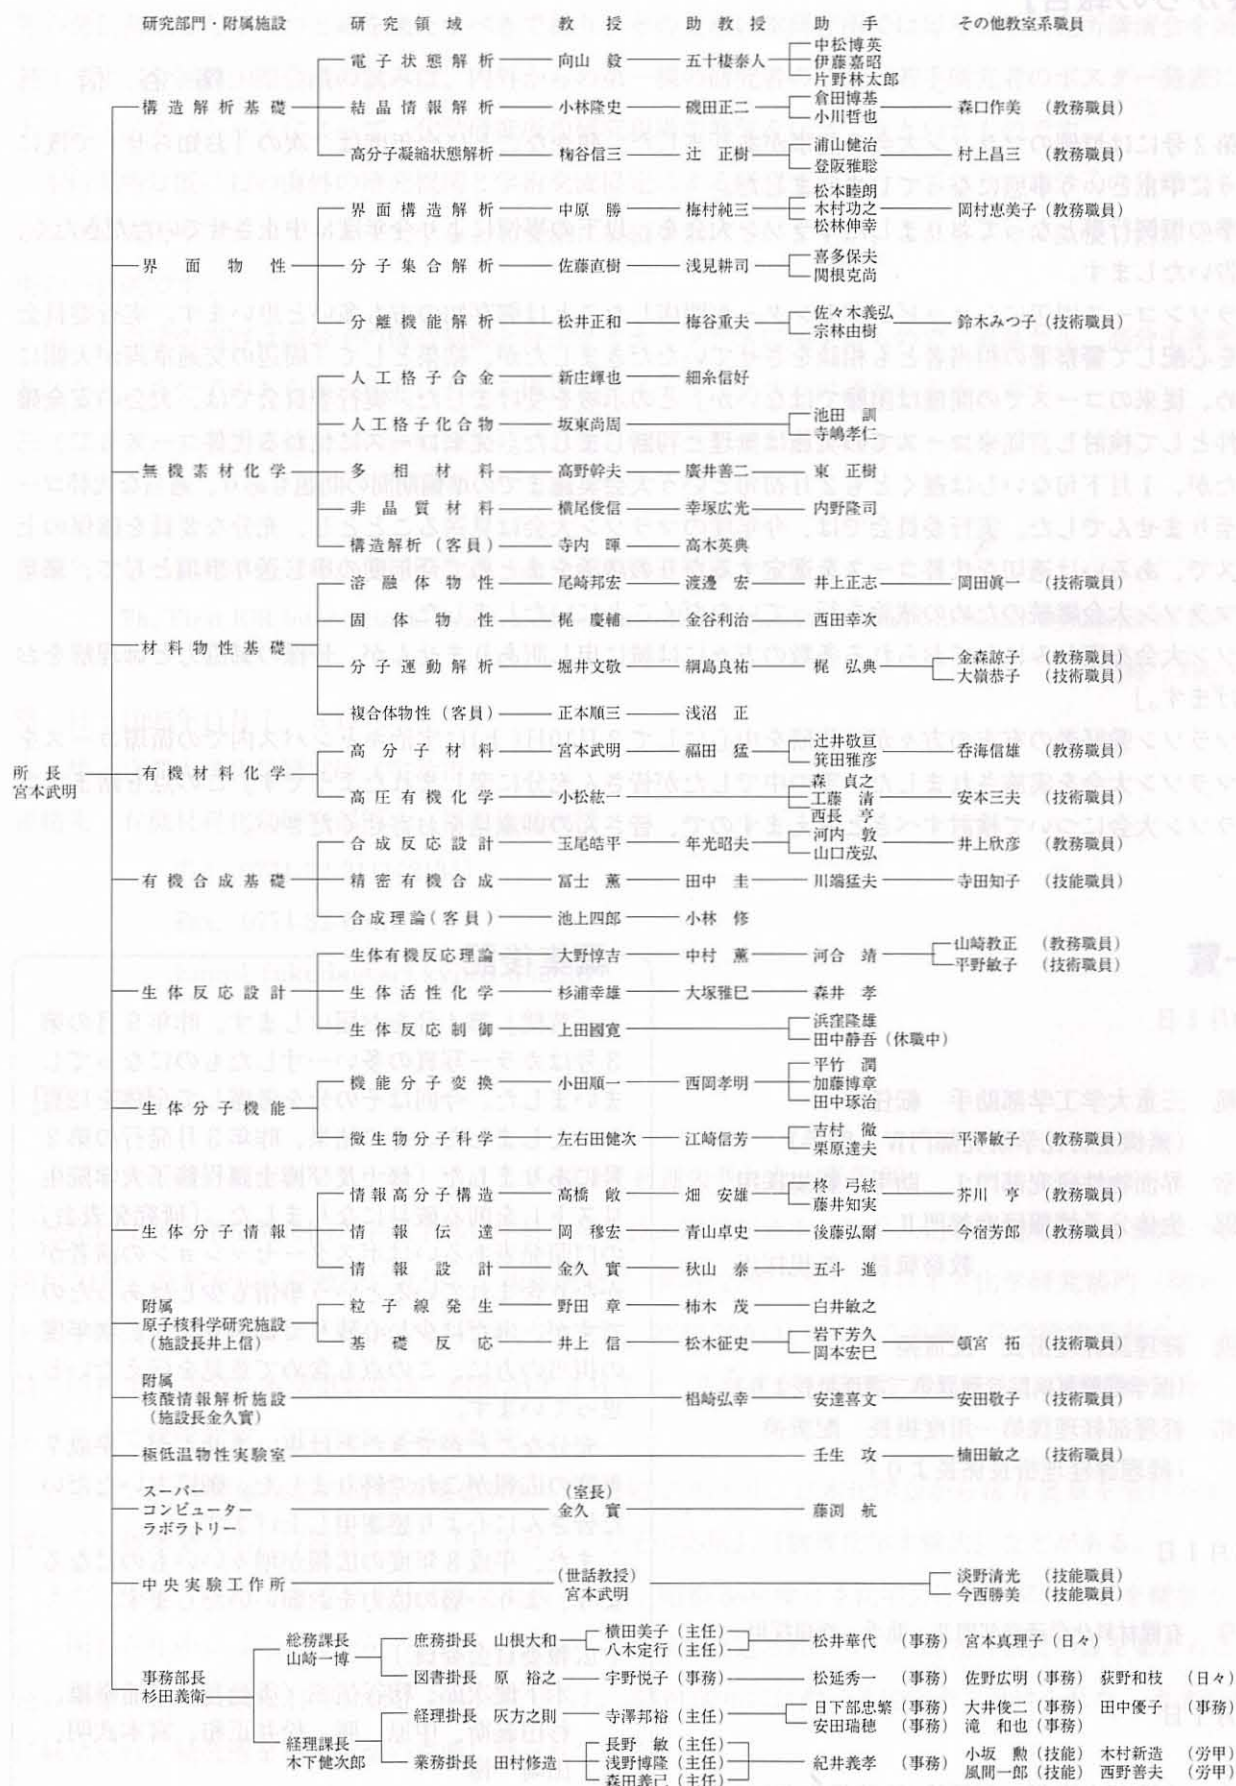 研究部門・附属施設 研究領域 教授 助教授 助手 その他教室系職員
電子状態解析 向山 毅 五十棲泰人 中松博英
伊藤嘉昭
片野林太郎
構造解析基礎 結晶情報解析 小林隆史 磯田正二 倉田博基 森口作美 (教務職員)
小川哲也
高分子凝縮状態解析 梅谷信三 辻 正樹 浦山健治 村上昌三 (教務職員)
登阪雅聡
界面構造解析 中原 勝 梅村純三 松本睦朗
木村功之 岡村恵美子(教務職員)
松林伸幸
界面物性 分子集合解析 佐藤直樹 浅見耕司 喜多保夫
関根克尚
分離機能解析 松井正和 梅谷重夫 佐々木義弘 鈴木みつ子(技術職員)
宗林由樹
人工格子合金 新庄輝也 細糸信好
人工格子化合物 坂東尚周 池田 訓
寺嶋孝仁
無機素材化学 多相材料 高野幹夫 廣井善二 東 正樹
非晶質材料 横尾俊信 幸塚広光 内野隆司
構造解析(客員) 寺内 暉 高木英典
溶融体物性 尾崎邦宏 渡邊 宏 井上正志 岡田眞一 (技術職員)
材料物性基礎 固体物性 梶 慶輔 金谷利治 西田幸次
分子運動解析 堀井文敬 綱島良祐 梶 弘典 金森諒子 (教務職員)
大嶺恭子 (技術職員)
複合体物性(客員) 正本順三 浅沼 正
高分子材料 宮本武明 福田 猛 辻井敬亘 呑海信雄 (教務職員)
箕田雅彦
所長
宮本武明
有機材料化学
高圧有機化学 小松紘一 森 貞之
工藤 清 安本三夫 (技術職員)
西長 亨
合成反応設計 玉尾皓平 年光昭夫 河内 敦 井上欣彦 (教務職員)
山口茂弘
有機合成基礎 精密有機合成 冨士 薫 田中 圭 川端猛夫 寺田知子 (技能職員)
合成理論(客員) 池上四郎 小林 修
生体有機反応理論 大野惇吉 中村 薫 河合 靖 山崎教正 (教務職員)
平野敏子 (技術職員)
生体反応設計 生体活性化学 杉浦幸雄 大塚雅巳 森井 孝
生体反応制御 上田國寛 浜窪隆雄
田中静吾(休職中)
機能分子変換 小田順一 西岡孝明 平竹 潤
加藤博章
田中琢治
生体分子機能
微生物分子科学 左右田健次 江崎信芳 吉村 徹 平澤敏子 (教務職員)
栗原達夫
情報高分子構造 高橋 敞 畑 安雄 柊 弓絃 芥川 亨 (教務職員)
藤井知実
生体分子情報 情報伝達 岡 穆宏 青山卓史 後藤弘爾 今宿芳郎 (教務職員)
情報設計 金久 實 秋山 泰 五斗 進
附属
原子核科学研究施設
(施設長井上信)
粒子線発生 野田 章 柿木 茂 白井敏之
基礎反応 井上 信 松木征史 岩下芳久 頓宮 拓 (技術職員)
岡本宏巳
附属
核酸情報解析施設 椙崎弘幸 安達喜文 安田敬子 (技術職員)
(施設長金久實)
極低温物性実験室 壬生 攻 楠田敏之 (技術職員)
スーパー
コンピューター
ラボラトリー
(室長)
金久 實 藤渕 航
中央実験工作所 (世話教授)
宮本武明
淡野清光 (技能職員)
今西勝美 (技能職員)
事務部長
杉田義衛
総務課長
山崎一博
庶務掛長 山根大和 横田美子(主任)
八木定行(主任)
松井華代 (事務) 宮本真理子(日々)
図書掛長 原 裕之 宇野悦子(事務) 松延秀一 (事務) 佐野広明(事務) 荻野和枝 (日々)
経理課長
木下健次郎
経理掛長 灰方之則 寺澤邦裕(主任) 日下部忠繁(事務) 大井俊二(事務) 田中優子 (事務)
安田瑞穂 (事務) 滝 和也(事務)
業務掛長 田村修造 長野 敏(主任)
浅野博隆(主任)
森田義己(主任)
紀井義孝 (事務) 小坂 勲(技能) 木村新造 (労甲)
風間一郎(技能) 西野善夫 (労甲)